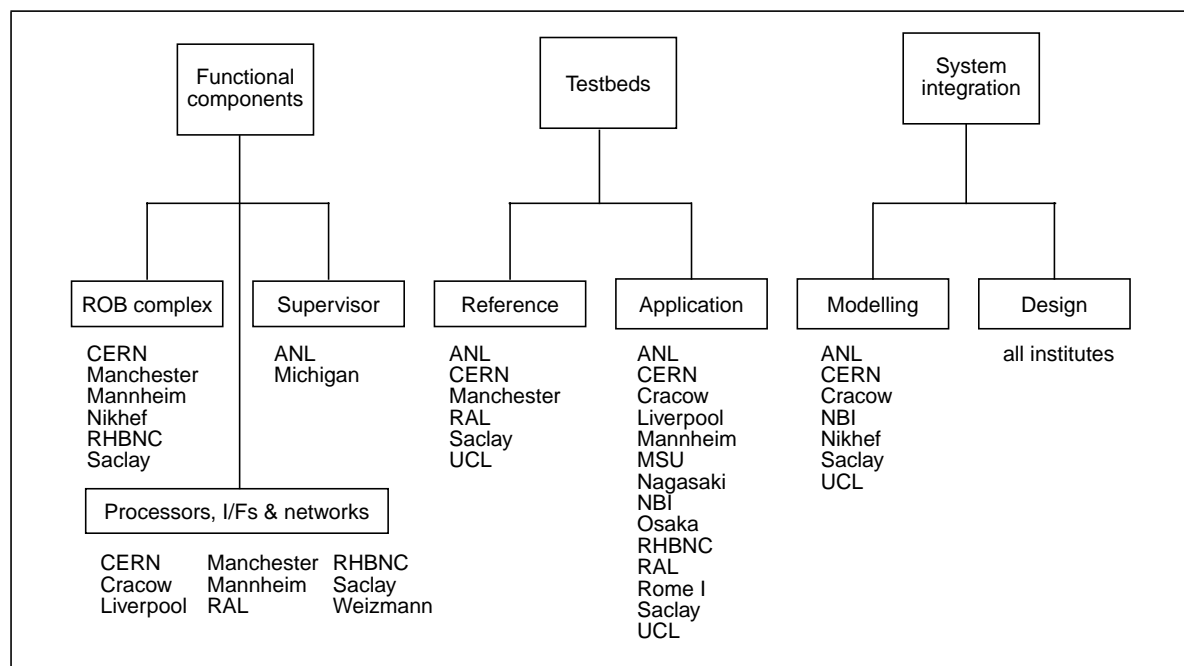 Functional
components
Testbeds
System
integration
ROB complex
Supervisor
Reference
Application
Modelling
Design
CERN
Manchester
Mannheim
Nikhef
RHBNC
Saclay
ANL
Michigan
ANL
CERN
Manchester
RAL
Saclay
UCL
ANL
CERN
Cracow
Liverpool
Mannheim
MSU
Nagasaki
NBI
Osaka
RHBNC
RAL
Rome I
Saclay
UCL
ANL
CERN
Cracow
NBI
Nikhef
Saclay
UCL
all institutes
Processors, I/Fs & networks
CERN Manchester RHBNC
Cracow Mannheim Saclay
Liverpool RAL Weizmann